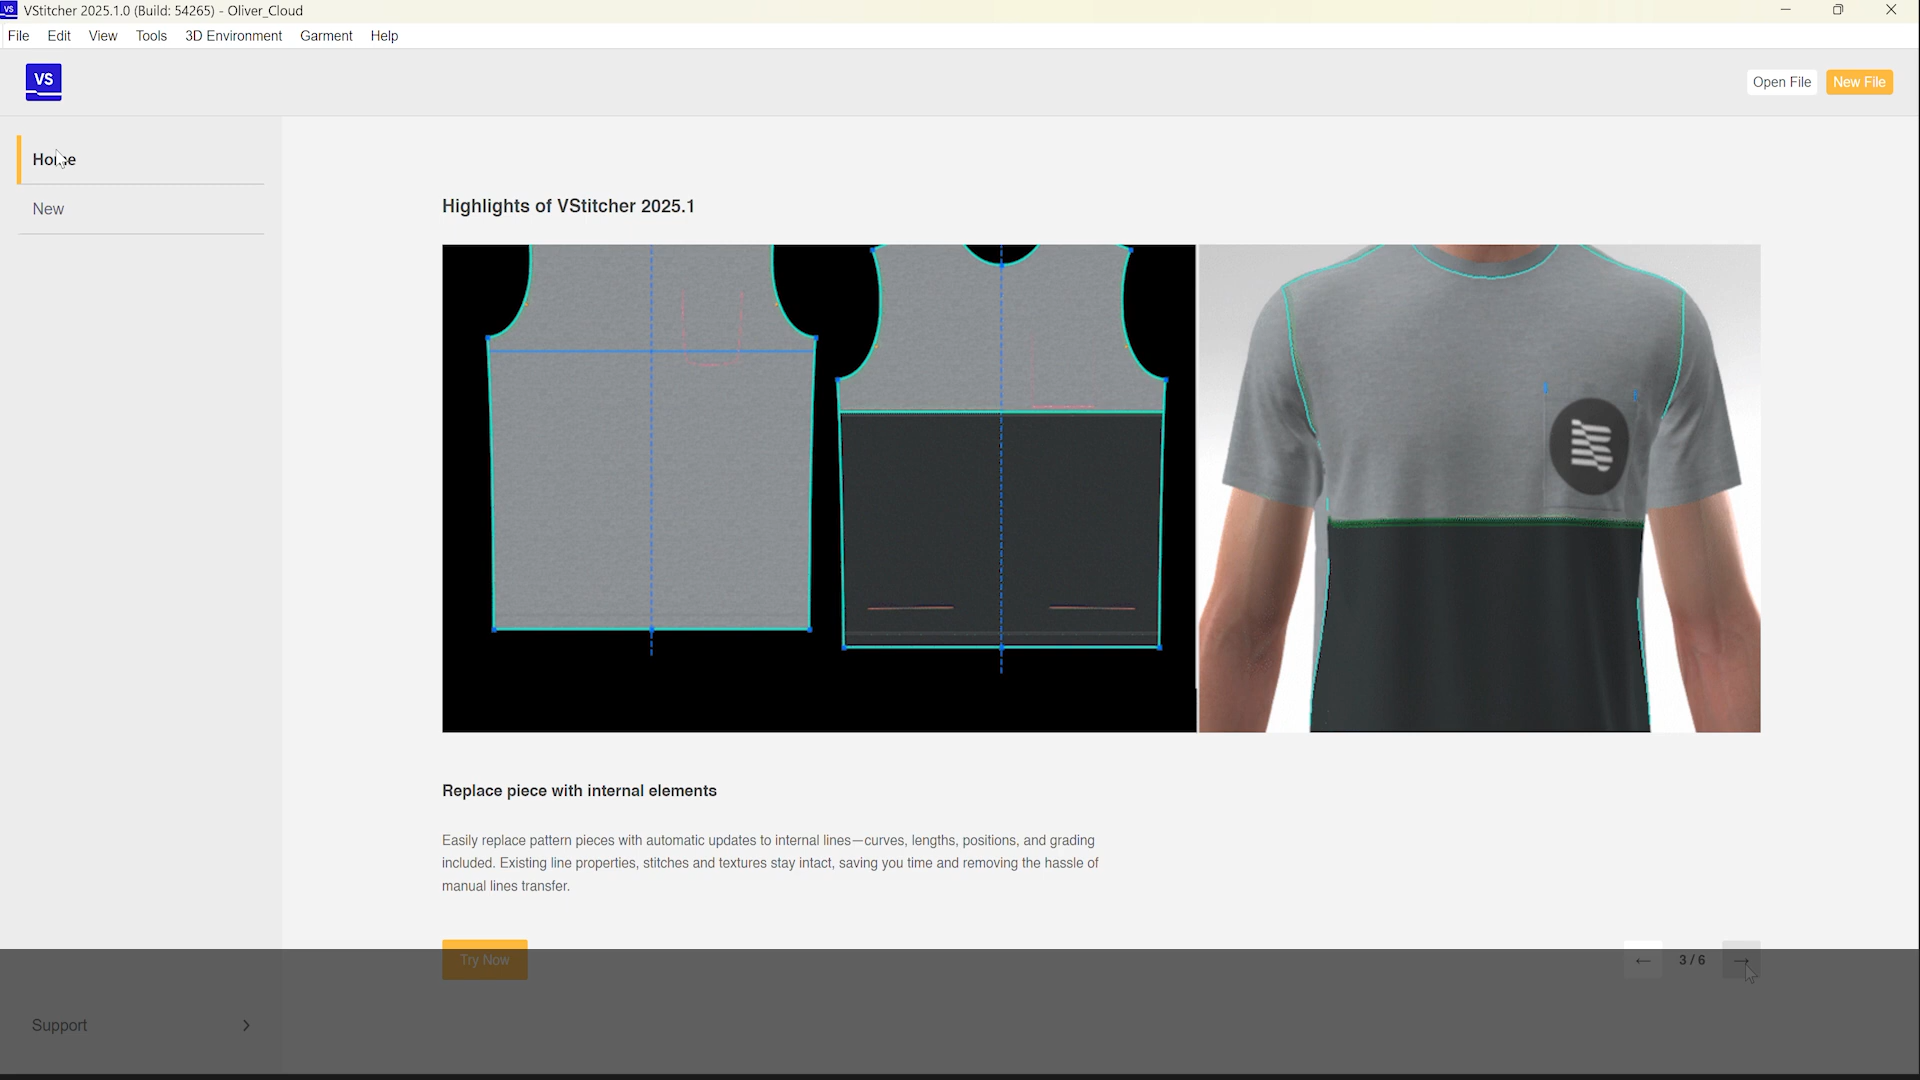 VS VStitcher 2025.1.0 (Build: 54265) - Oliver_Cloud
File Edit View Tools 3D Environment Garment Help
VS
Open File New File
Home
New
Highlights of VStitcher 2025.1
Replace piece with internal elements
Easily replace pattern pieces with automatic updates to internal lines—curves, lengths, positions, and grading
included. Existing line properties, stitches and textures stay intact, saving you time and removing the hassle of
manual lines transfer.
Try Now
← 3 / 6 →
Support